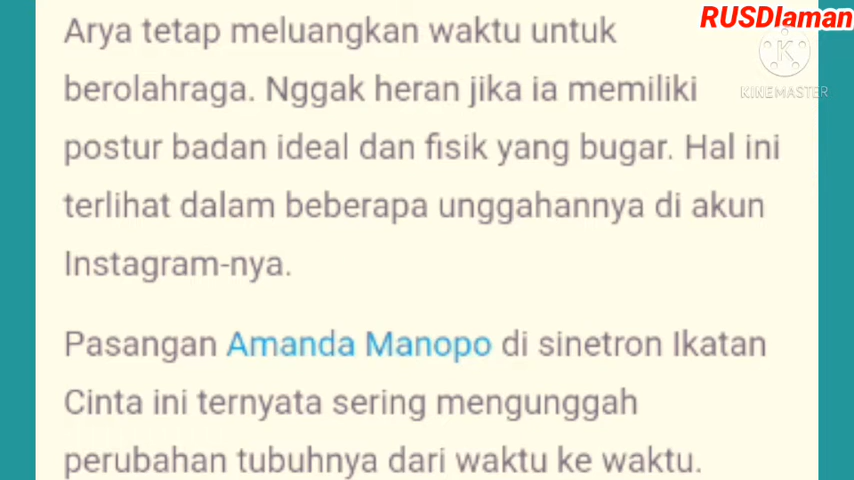 RUSDIaman
KINEMASTER
Arya tetap meluangkan waktu untuk
berolahraga. Nggak heran jika ia memiliki
postur badan ideal dan fisik yang bugar. Hal ini
terlihat dalam beberapa unggahannya di akun
Instagram-nya.
Pasangan Amanda Manopo di sinetron Ikatan
Cinta ini ternyata sering mengunggah
perubahan tubuhnya dari waktu ke waktu.